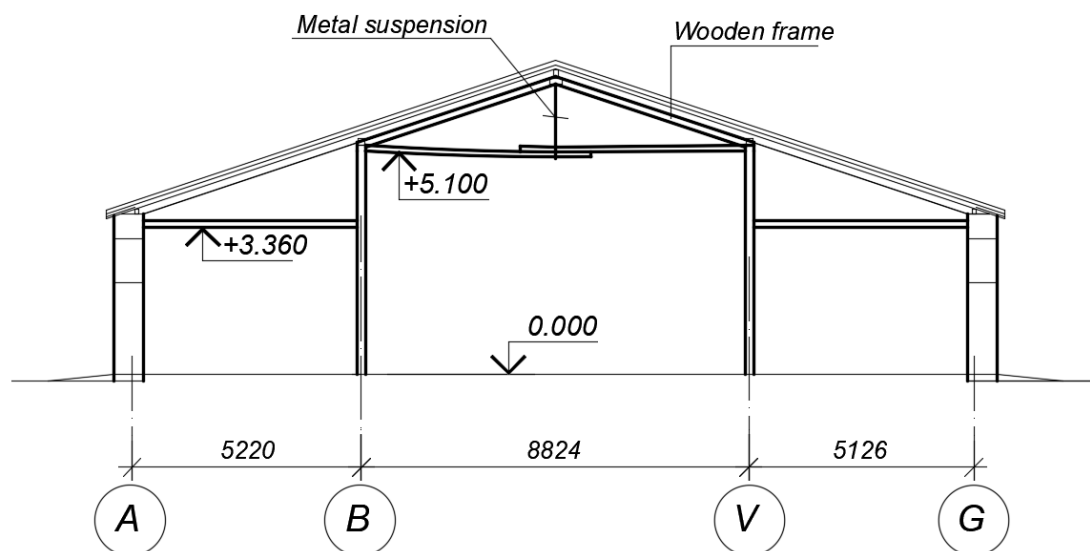 Metal suspension
Wooden frame
+5.100
+3.360
0.000
5220
8824
5126
A
B
V
G